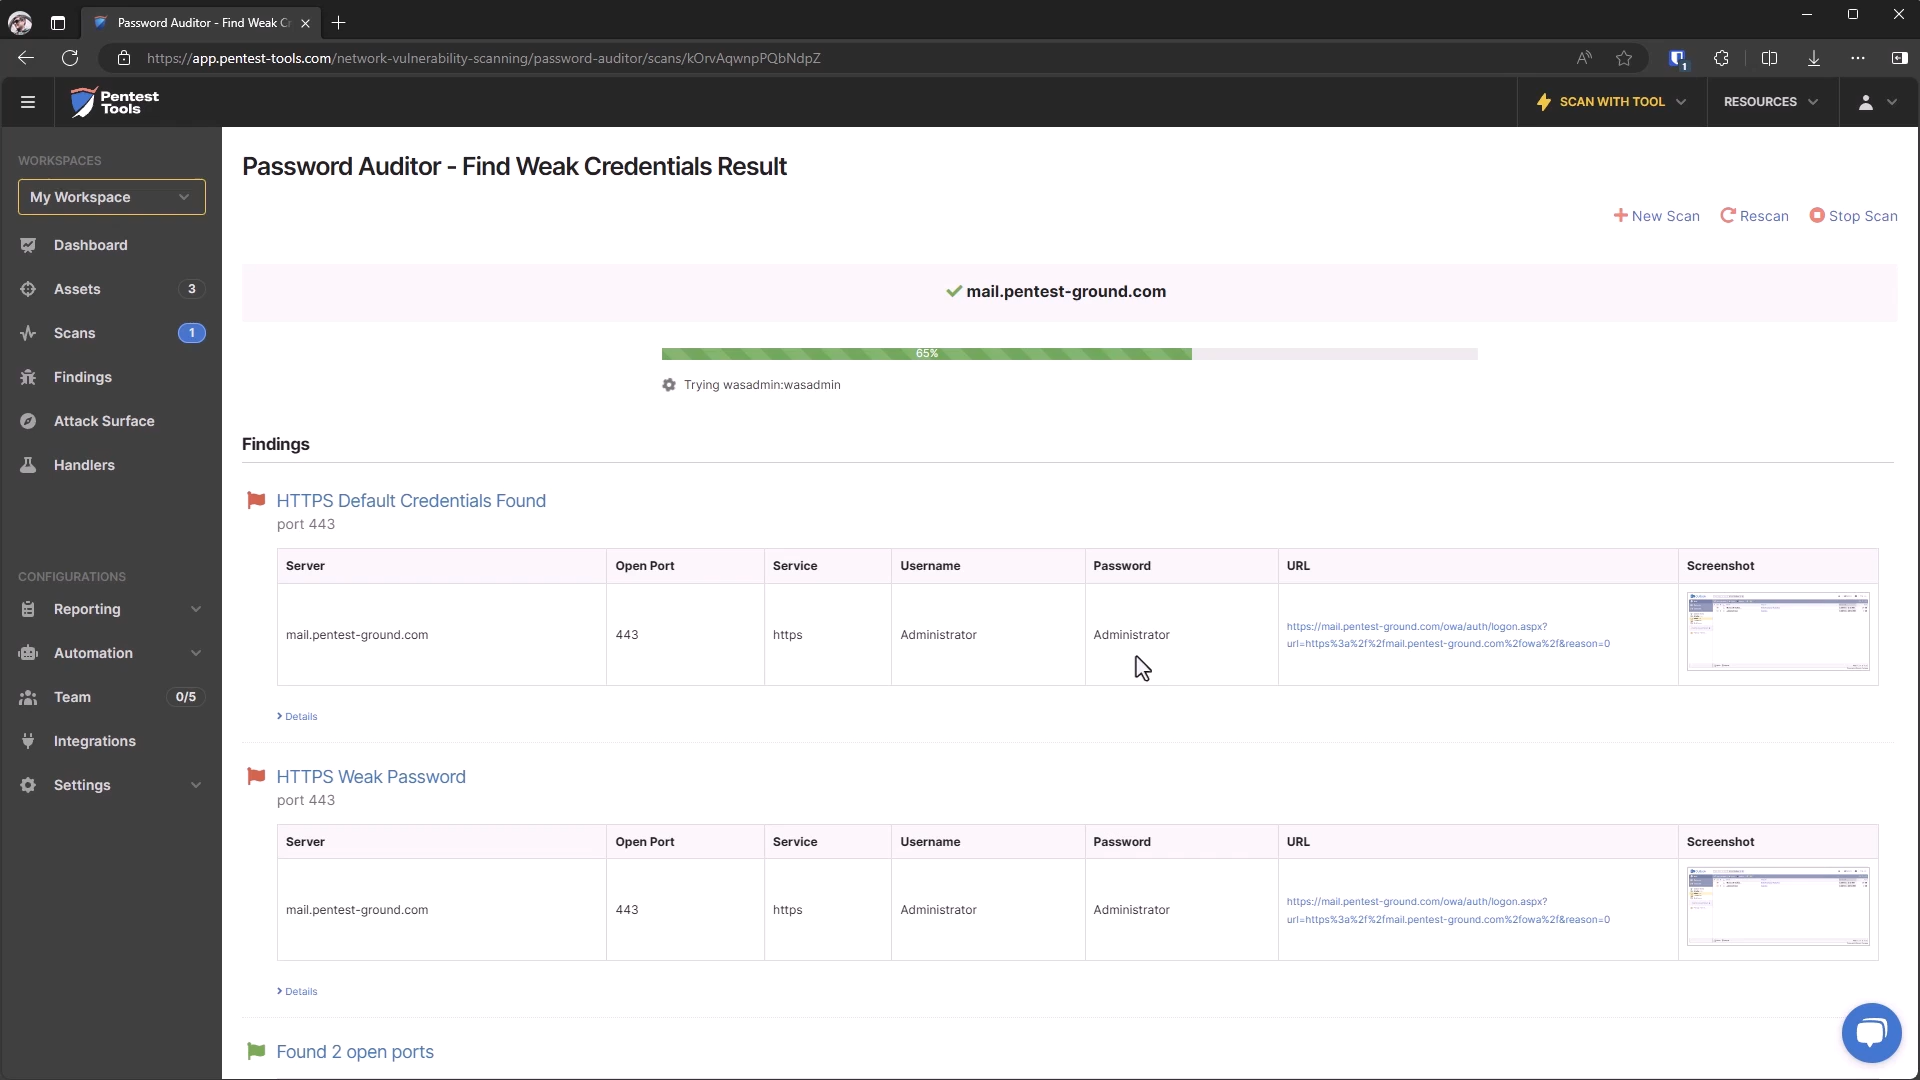 Password Auditor - Find Weak C
https://app.pentest-tools.com/network-vulnerability-scanning/password-auditor/scans/kOrvAqwnpPQbNdpZ
1
Pentest
Tools
SCAN WITH TOOL
RESOURCES
WORKSPACES
My Workspace
Dashboard
Assets 3
Scans 1
Findings
Attack Surface
Handlers
CONFIGURATIONS
Reporting
Automation
Team 0/5
Integrations
Settings
Password Auditor - Find Weak Credentials Result
New Scan Rescan Stop Scan
mail.pentest-ground.com
65%
Trying wasadmin:wasadmin
Findings
HTTPS Default Credentials Found
port 443
Server Open Port Service Username Password URL Screenshot
mail.pentest-ground.com 443 https Administrator Administrator https://mail.pentest-ground.com/owa/auth/logon.aspx?
url=https%3a%2f%2fmail.pentest-ground.com%2fowa%2f&reason=0
Details
HTTPS Weak Password
port 443
Server Open Port Service Username Password URL Screenshot
mail.pentest-ground.com 443 https Administrator Administrator https://mail.pentest-ground.com/owa/auth/logon.aspx?
url=https%3a%2f%2fmail.pentest-ground.com%2fowa%2f&reason=0
Details
Found 2 open ports